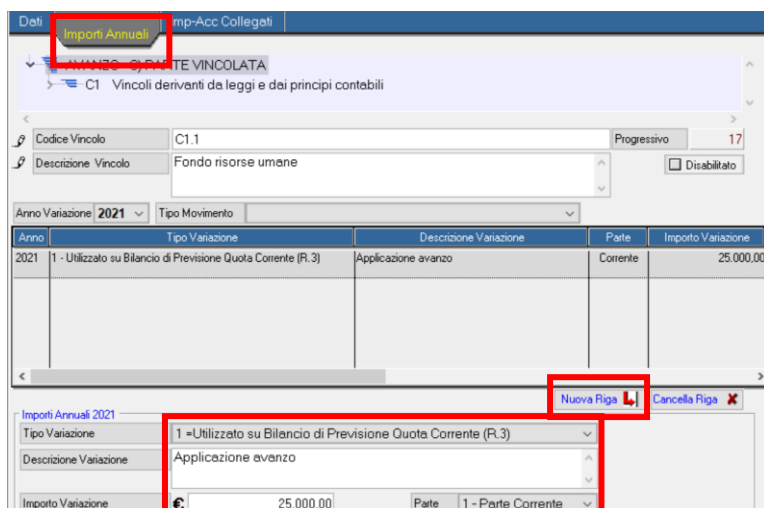 Dati Importi Annuali Imp-Acc Collegati
AVANZO - C) PARTE VINCOLATA
C1 Vincoli derivanti da leggi e dai principi contabili
Codice Vincolo C1.1 Progressivo 17
Descrizione Vincolo Fondo risorse umane Disabilitato
Anno Variazione 2021 Tipo Movimento
Anno Tipo Variazione Descrizione Variazione Parte Importo Variazione
2021 1 - Utilizzato su Bilancio di Previsione Quota Corrente (R.3) Applicazione avanzo Corrente 25.000,00
Nuova Riga Cancella Riga
Importi Annuali 2021
Tipo Variazione 1 =Utilizzato su Bilancio di Previsione Quota Corrente (R.3)
Descrizione Variazione Applicazione avanzo
Importo Variazione € 25.000,00 Parte 1 - Parte Corrente